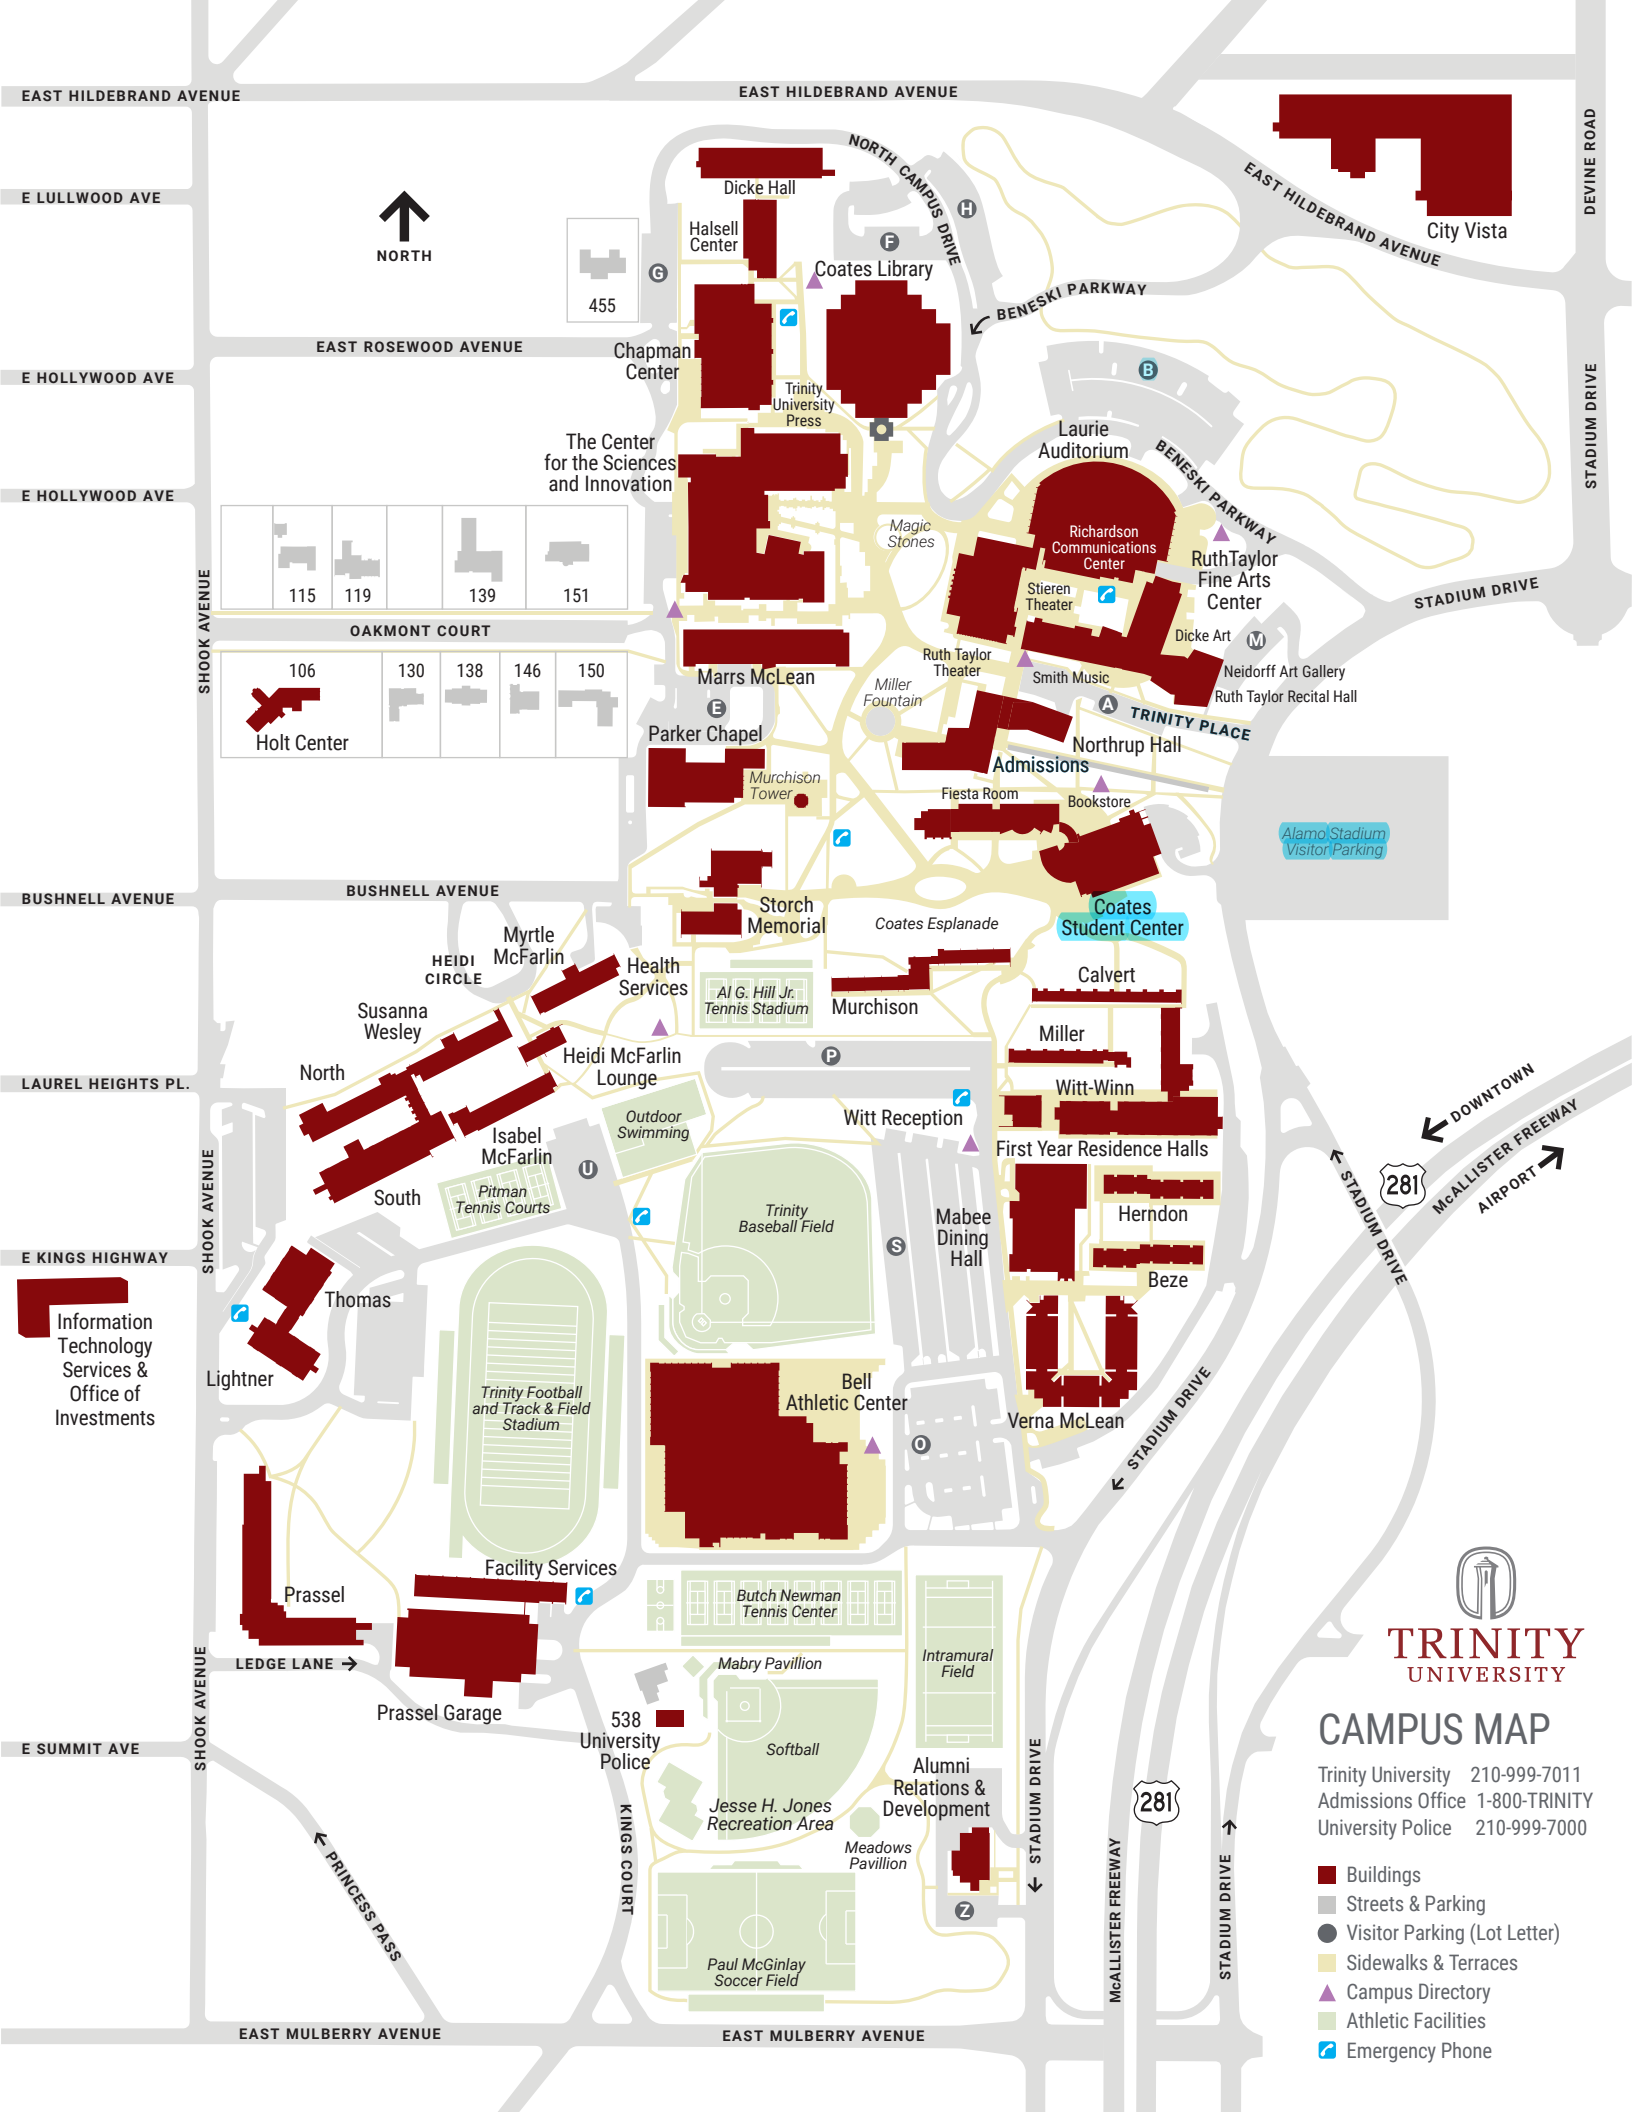 EAST HILDEBRAND AVENUE
EAST HILDEBRAND AVENUE
DEVINE ROAD
NORTH CAMPUS DRIVE
EAST HILDEBRAND AVENUE
City Vista
E LULLWOOD AVE
NORTH
Dicke Hall
Halsell
Center
H
F
G
455
Coates Library
BENESKI PARKWAY
EAST ROSEWOOD AVENUE
Chapman
Center
E HOLLYWOOD AVE
Trinity
University
Press
B
STADIUM DRIVE
Laurie
Auditorium
The Center
for the Sciences
and Innovation
BENESKI PARKWAY
E HOLLYWOOD AVE
Magic
Stones
Richardson
Communications
Center
RuthTaylor
Fine Arts
Center
Stieren
Theater
115
119
139
151
STADIUM DRIVE
SHOOK AVENUE
OAKMONT COURT
Dicke Art
M
Ruth Taylor
Theater
Smith Music
Neidorff Art Gallery
Ruth Taylor Recital Hall
106
130
138
146
150
Marrs McLean
Miller
Fountain
E
A
TRINITY PLACE
Holt Center
Parker Chapel
Northrup Hall
Admissions
Murchison
Tower
Fiesta Room
Bookstore
Alamo Stadium
Visitor Parking
BUSHNELL AVENUE
BUSHNELL AVENUE
Storch
Memorial
Coates Esplanade
Coates
Student Center
Myrtle
McFarlin
HEIDI
CIRCLE
Health
Services
Al G. Hill Jr.
Tennis Stadium
Murchison
Calvert
Susanna
Wesley
Miller
Heidi McFarlin
Lounge
P
North
LAUREL HEIGHTS PL.
Witt-Winn
DOWNTOWN
McALLISTER FREEWAY
AIRPORT
281
Outdoor
Swimming
Witt Reception
First Year Residence Halls
Isabel
McFarlin
U
South
Pitman
Tennis Courts
STADIUM DRIVE
Trinity
Baseball Field
S
Mabee
Dining
Hall
Herndon
Beze
SHOOK AVENUE
E KINGS HIGHWAY
Thomas
Information
Technology
Services &
Office of
Investments
Lightner
Trinity Football
and Track & Field
Stadium
Bell
Athletic Center
O
Verna McLean
STADIUM DRIVE
Facility Services
Prassel
Butch Newman
Tennis Center
Intramural
Field
LEDGE LANE
SHOOK AVENUE
Mabry Pavillion
Prassel Garage
538
University
Police
Softball
E SUMMIT AVE
Alumni
Relations &
Development
Jesse H. Jones
Recreation Area
Meadows
Pavillion
KINGS COURT
PRINCESS PASS
STADIUM DRIVE
281
McALLISTER FREEWAY
STADIUM DRIVE
Z
Paul McGinlay
Soccer Field
EAST MULBERRY AVENUE
EAST MULBERRY AVENUE
TRINITY
UNIVERSITY
CAMPUS MAP
Trinity University 210-999-7011
Admissions Office 1-800-TRINITY
University Police 210-999-7000
Buildings
Streets & Parking
Visitor Parking (Lot Letter)
Sidewalks & Terraces
Campus Directory
Athletic Facilities
Emergency Phone